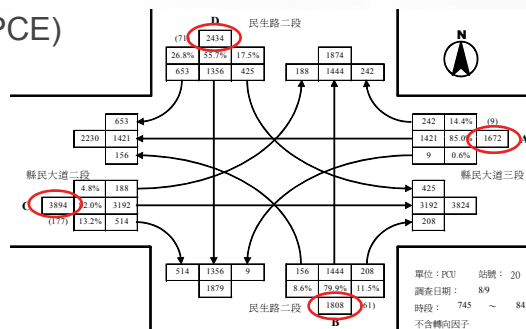 PCE)
D
民生路二段
N
(71 2434
26.8% 55.7% 17.5%
653 1356 425
1874
188 1444 242
653
2230 1421
156
242 14.4% (9)
1421 85.0% 1672 A
9 0.6%
縣民大道二段
縣民大道三段
4.8% 188
C 3894 2.0% 3192
(177) 13.2% 514
425
3192 3824
208
514 1356 9
1879
156 1444 208
8.6% 79.9% 11.5%
1808 61)
民生路二段
B
單位：PCU 站號： 20
調查日期： 8/9
時段： 745 ～ 84
不含轉向因子